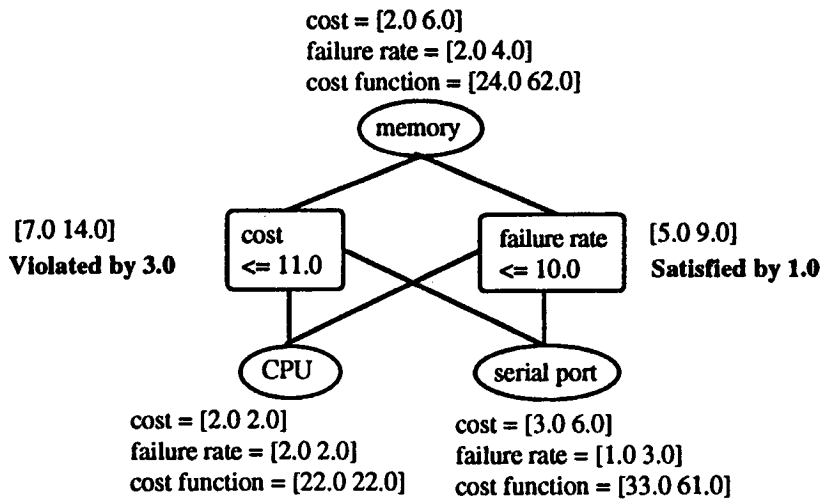 cost = [2.0 6.0]
failure rate = [2.0 4.0]
cost function = [24.0 62.0]
memory
[7.0 14.0]
Violated by 3.0
cost
<= 11.0
failure rate
<= 10.0
[5.0 9.0]
Satisfied by 1.0
CPU
cost = [2.0 2.0]
failure rate = [2.0 2.0]
cost function = [22.0 22.0]
serial port
cost = [3.0 6.0]
failure rate = [1.0 3.0]
cost function = [33.0 61.0]